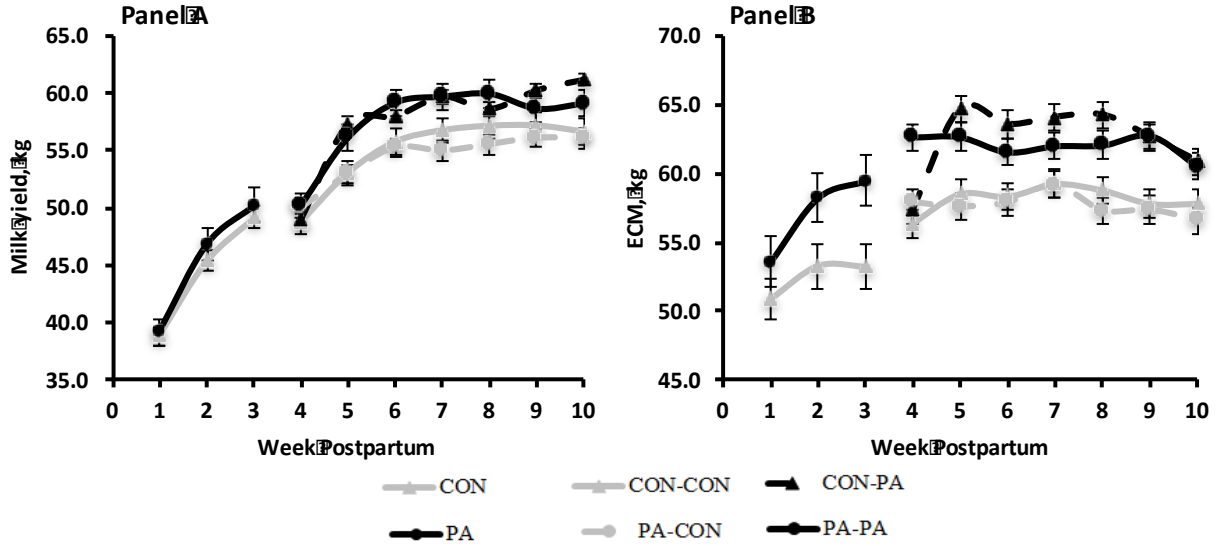 Panel A
Panel B
65.0
60.0
55.0
50.0
45.0
40.0
35.0
Milk yield, kg
0 1 2 3 4 5 6 7 8 9 10
Week Postpartum
70.0
65.0
60.0
55.0
50.0
45.0
ECM, kg
0 1 2 3 4 5 6 7 8 9 10
Week Postpartum
CON CON-CON CON-PA
PA PA-CON PA-PA